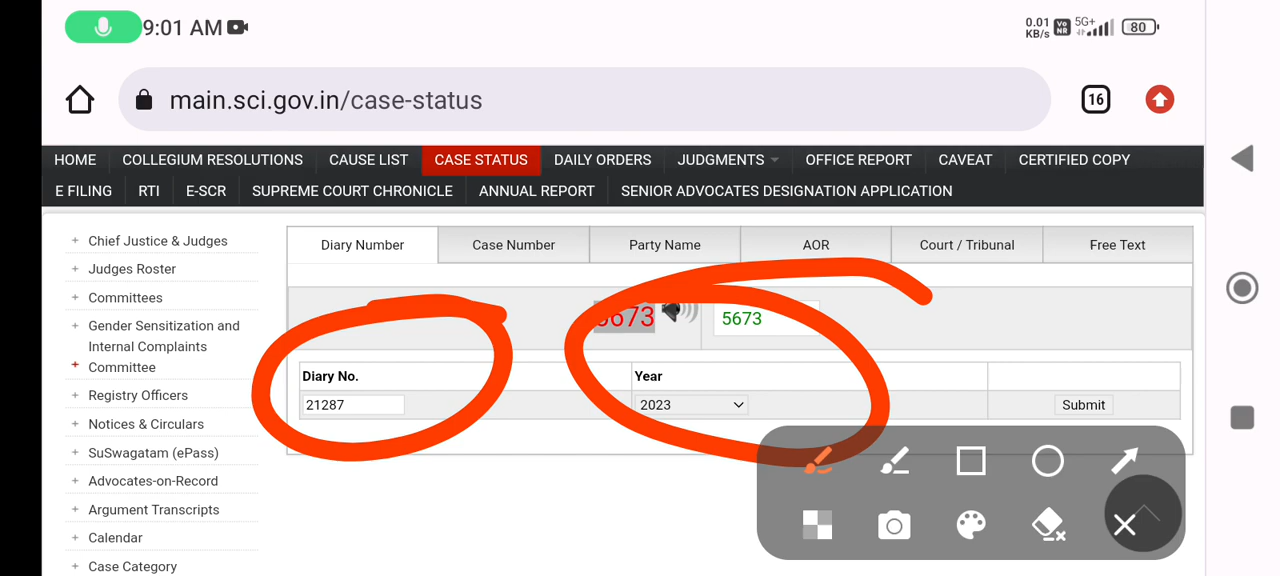 9:01 AM
0.01 KB/s Vo NR 5G+ 80
main.sci.gov.in/case-status
16
HOME COLLEGIUM RESOLUTIONS CAUSE LIST CASE STATUS DAILY ORDERS JUDGMENTS OFFICE REPORT CAVEAT CERTIFIED COPY
E FILING RTI E-SCR SUPREME COURT CHRONICLE ANNUAL REPORT SENIOR ADVOCATES DESIGNATION APPLICATION
Chief Justice & Judges
Judges Roster
Committees
Gender Sensitization and
Internal Complaints
Committee
Registry Officers
Notices & Circulars
SuSwagatam (ePass)
Advocates-on-Record
Argument Transcripts
Calendar
Case Category
Diary Number Case Number Party Name AOR Court / Tribunal Free Text
5673 5673
Diary No. Year
21287 2023 Submit